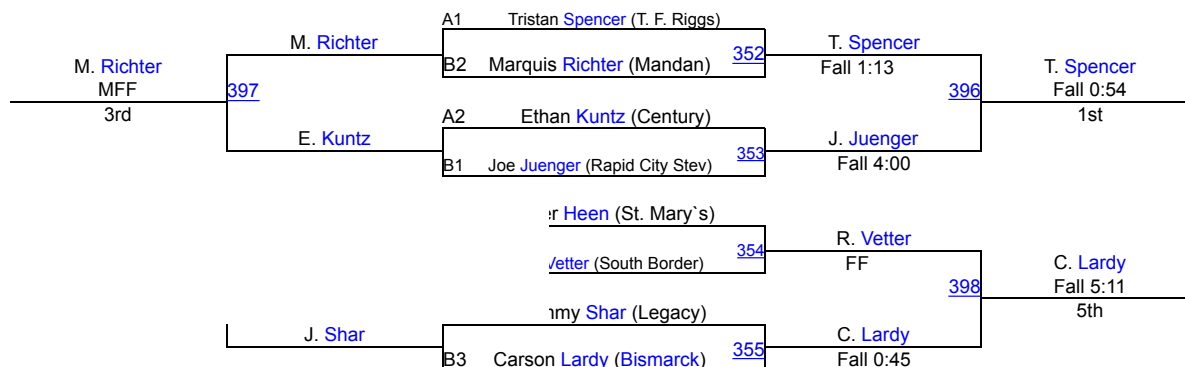 A1 Tristan Spencer (T. F. Riggs)
M. Richter
T. Spencer
B2 Marquis Richter (Mandan)
352
Fall 1:13
M. Richter
MFF
3rd
397
396
T. Spencer
Fall 0:54
1st
A2 Ethan Kuntz (Century)
E. Kuntz
J. Juenger
B1 Joe Juenger (Rapid City Stev)
353
Fall 4:00
Heen (St. Mary`s)
R. Vetter
Vetter (South Border)
354
FF
398
C. Lardy
Fall 5:11
5th
Shar (Legacy)
J. Shar
C. Lardy
B3 Carson Lardy (Bismarck)
355
Fall 0:45